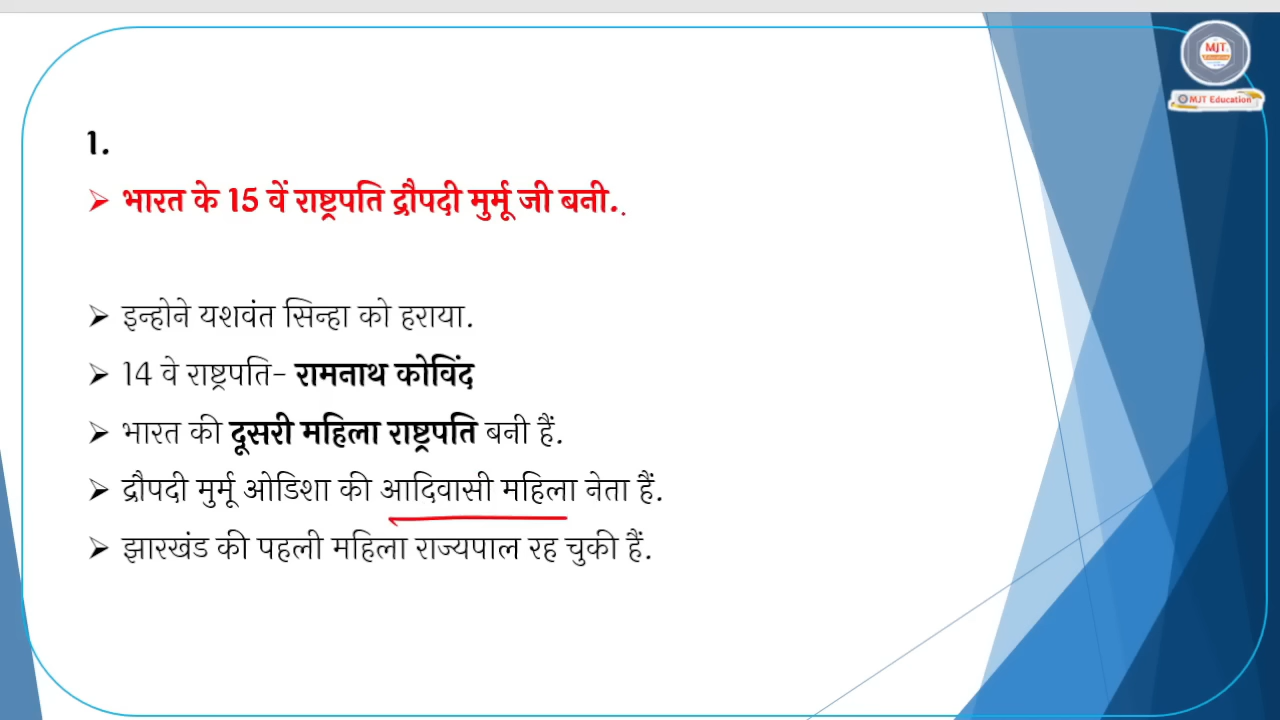 MJT
Education
MJT Education
1.
भारत के 15 वें राष्ट्रपति द्रौपदी मुर्मू जी बनी..
इन्होने यशवंत सिन्हा को हराया.
14 वे राष्ट्रपति- रामनाथ कोविंद
भारत की दूसरी महिला राष्ट्रपति बनी हैं.
द्रौपदी मुर्मू ओडिशा की आदिवासी महिला नेता हैं.
झारखंड की पहली महिला राज्यपाल रह चुकी हैं.